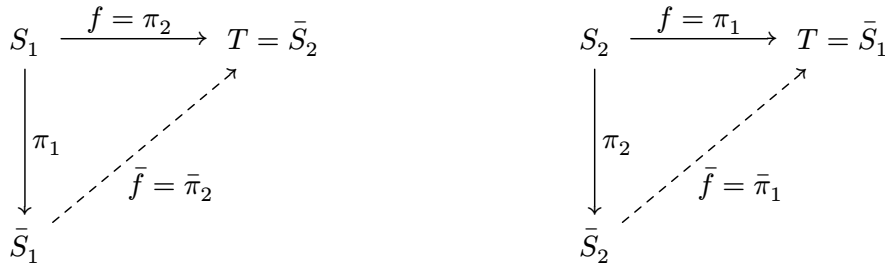 f = π₂
S₁ T = S̄₂
π₁
f̄ = π̄₂
S̄₁
f = π₁
S₂ T = S̄₁
π₂
f̄ = π̄₁
S̄₂